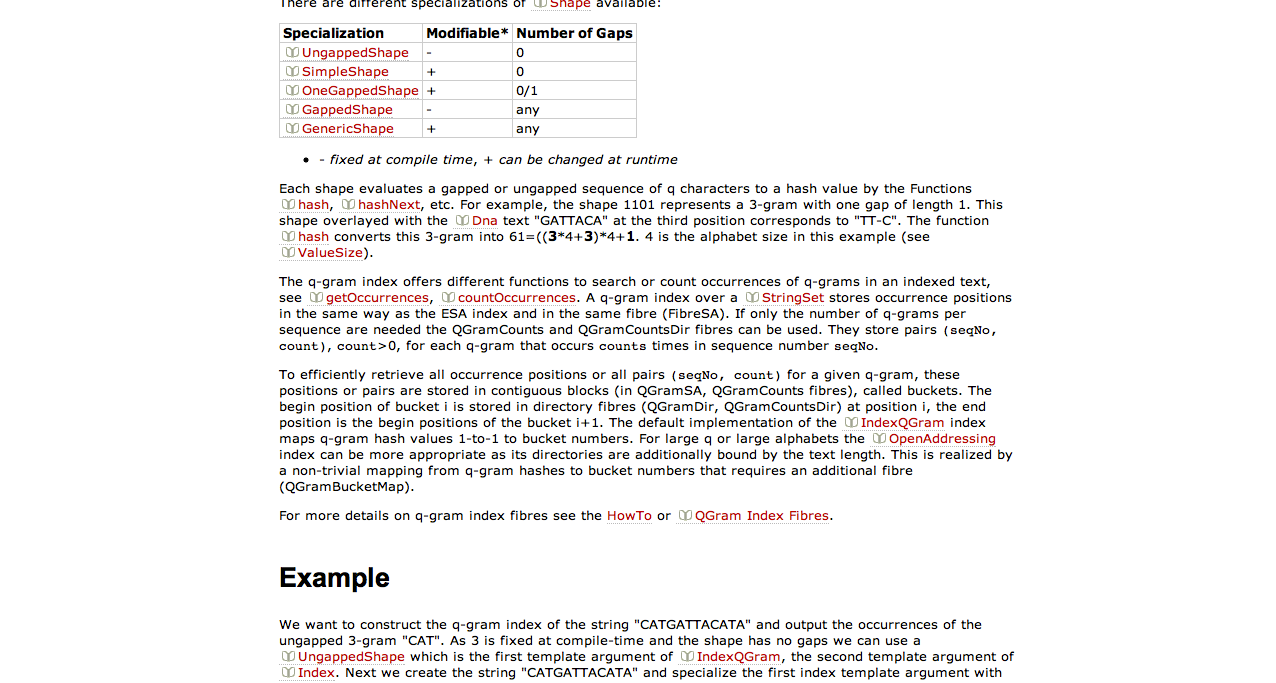 There are different specializations of Shape available:
Specialization Modifiable* Number of Gaps
UngappedShape - 0
SimpleShape + 0
OneGappedShape + 0/1
GappedShape - any
GenericShape + any
• - fixed at compile time, + can be changed at runtime
Each shape evaluates a gapped or ungapped sequence of q characters to a hash value by the Functions
hash, hashNext, etc. For example, the shape 1101 represents a 3-gram with one gap of length 1. This
shape overlayed with the Dna text "GATTACA" at the third position corresponds to "TT-C". The function
hash converts this 3-gram into 61=((3*4+3)*4+1. 4 is the alphabet size in this example (see
ValueSize).
The q-gram index offers different functions to search or count occurrences of q-grams in an indexed text,
see getOccurrences, countOccurrences. A q-gram index over a StringSet stores occurrence positions
in the same way as the ESA index and in the same fibre (FibreSA). If only the number of q-grams per
sequence are needed the QGramCounts and QGramCountsDir fibres can be used. They store pairs (seqNo,
count), count>0, for each q-gram that occurs counts times in sequence number seqNo.
To efficiently retrieve all occurrence positions or all pairs (seqNo, count) for a given q-gram, these
positions or pairs are stored in contiguous blocks (in QGramSA, QGramCounts fibres), called buckets. The
begin position of bucket i is stored in directory fibres (QGramDir, QGramCountsDir) at position i, the end
position is the begin positions of the bucket i+1. The default implementation of the IndexQGram index
maps q-gram hash values 1-to-1 to bucket numbers. For large q or large alphabets the OpenAddressing
index can be more appropriate as its directories are additionally bound by the text length. This is realized by
a non-trivial mapping from q-gram hashes to bucket numbers that requires an additional fibre
(QGramBucketMap).
For more details on q-gram index fibres see the HowTo or QGram Index Fibres.
Example
We want to construct the q-gram index of the string "CATGATTACATA" and output the occurrences of the
ungapped 3-gram "CAT". As 3 is fixed at compile-time and the shape has no gaps we can use a
UngappedShape which is the first template argument of IndexQGram, the second template argument of
Index. Next we create the string "CATGATTACATA" and specialize the first index template argument with